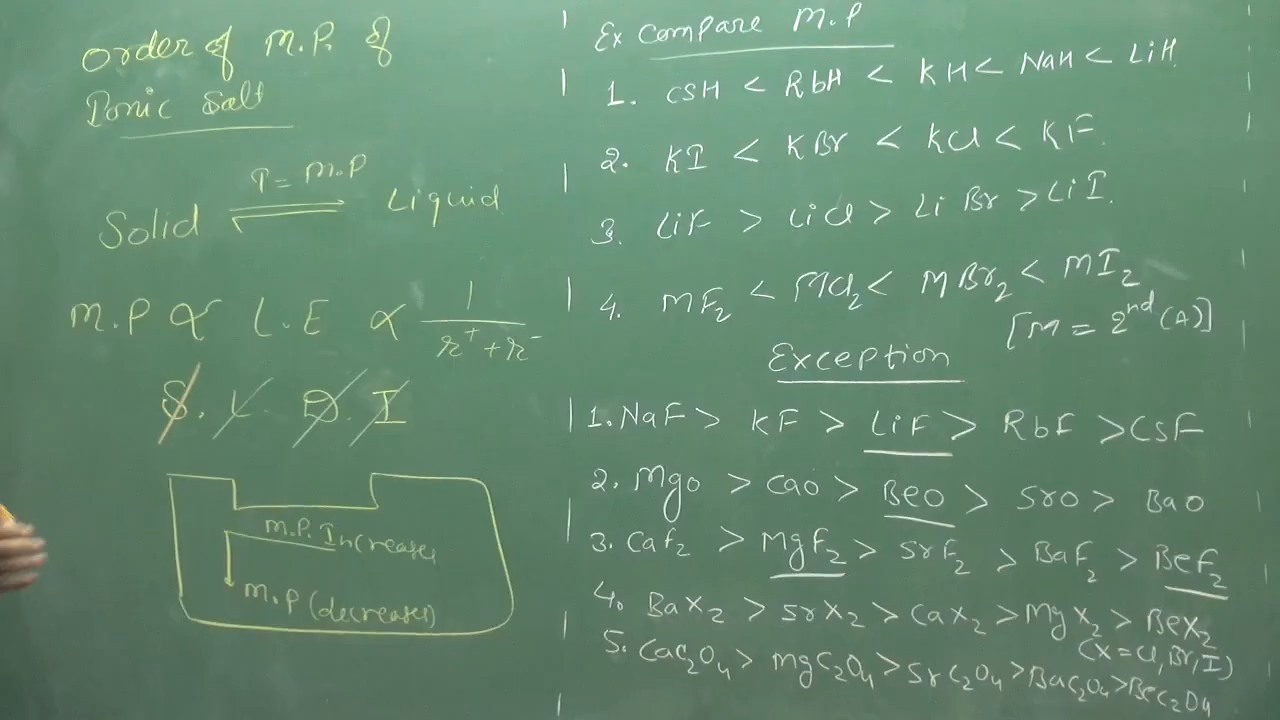 Order of M.P. of
Ionic Salt
T = M.P
Solid ⇌ Liquid
M.P ∝ L.E ∝ 1/(r⁺ + r⁻)
S. L. D. I
M.P. Increases
M.P (decreases)
Ex Compare M.P
1. CSH < RbH < KH < NaH < LiH
2. KI < KBr < KCl < KF.
3. LiF > LiCl > Li Br > LiI.
4. MF₂ < MCl₂ < MBr₂ < MI₂
[M = 2nd (A)]
Exception
1. NaF > KF > LiF > RbF > CSF
2. Mgo > Cao > Beo > Sro > Bao
3. CaF₂ > MgF₂ > SrF₂ > BaF₂ > BeF₂
4. BaX₂ > SrX₂ > CaX₂ > MgX₂ > BeX₂
(X = Cl, Br, I)
5. CaC₂O₄ > MgC₂O₄ > SrC₂O₄ > BaC₂O₄ > BeC₂O₄